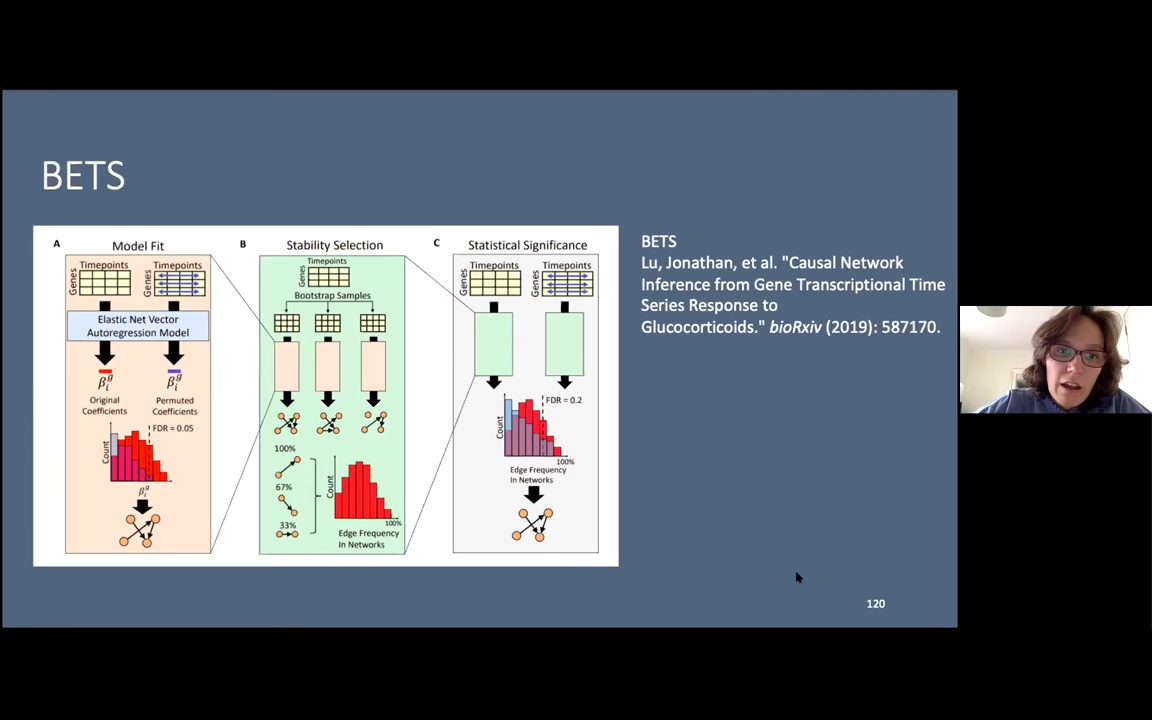 BETS
A
Model Fit
Timepoints
Timepoints
Genes
Genes
Elastic Net Vector
Autoregression Model
β_i^g
β_i^g
Original
Coefficients
Permuted
Coefficients
FDR = 0.05
Count
β_i^g
B
Stability Selection
Timepoints
Genes
Bootstrap Samples
100%
67%
33%
Count
100%
Edge Frequency
In Networks
C
Statistical Significance
Timepoints
Timepoints
Genes
Genes
FDR = 0.2
Count
100%
Edge Frequency
In Networks
BETS
Lu, Jonathan, et al. "Causal Network
Inference from Gene Transcriptional Time
Series Response to
Glucocorticoids." bioRxiv (2019): 587170.
120